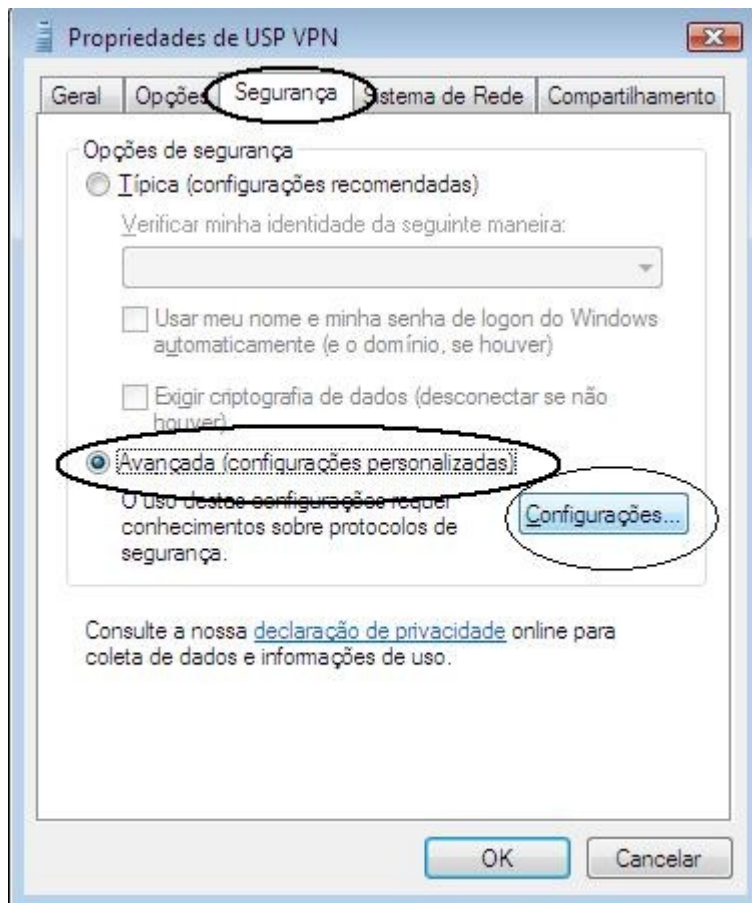 Propriedades de USP VPN
Geral Opções Segurança Sistema de Rede Compartilhamento
Opções de segurança
Típica (configurações recomendadas)
Verificar minha identidade da seguinte maneira:
Usar meu nome e minha senha de logon do Windows
automaticamente (e o domínio, se houver)
Exigir criptografia de dados (desconectar se não
houver)
Avançada (configurações personalizadas)
O uso destas configurações requer
conhecimentos sobre protocolos de
segurança.
Configurações...
Consulte a nossa declaração de privacidade online para
coleta de dados e informações de uso.
OK Cancelar